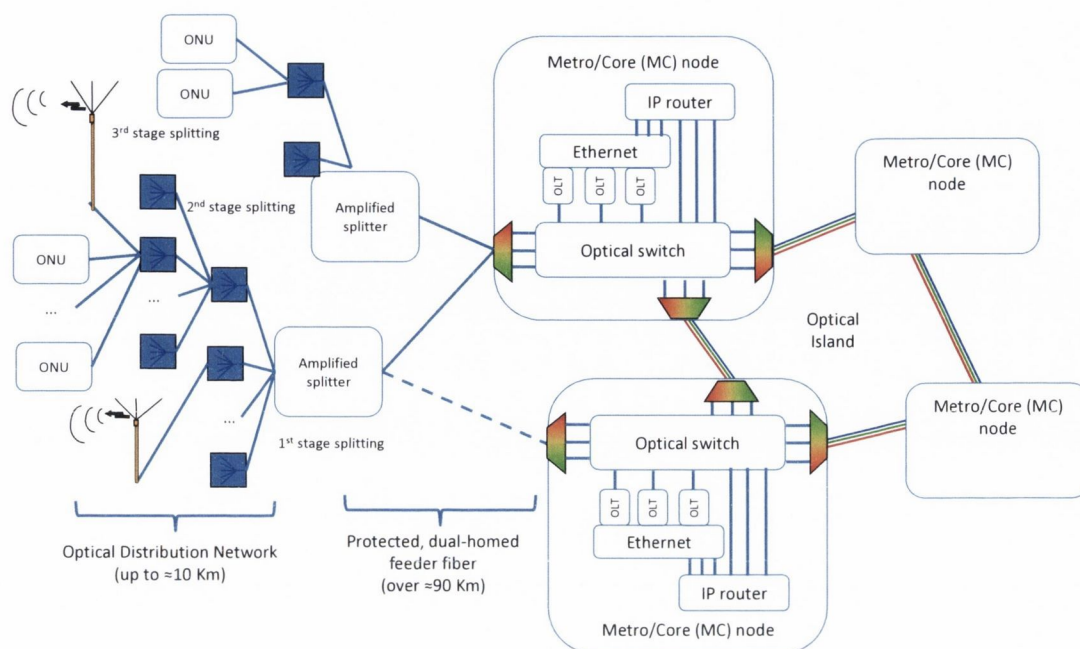 ONU
ONU
3rd stage splitting
2nd stage splitting
Amplified
splitter
ONU
...
...
ONU
Amplified
splitter
...
1st stage splitting
Optical Distribution Network
(up to ≈10 Km)
Protected, dual-homed
feeder fiber
(over ≈90 Km)
Metro/Core (MC) node
IP router
Ethernet
OLT
OLT
OLT
Optical switch
Metro/Core (MC)
node
Optical
Island
Metro/Core (MC)
node
Optical switch
OLT
OLT
OLT
Ethernet
IP router
Metro/Core (MC) node